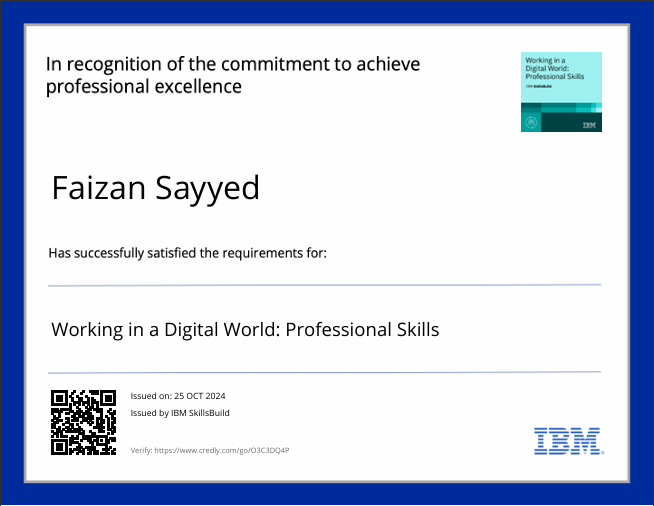 In recognition of the commitment to achieve
professional excellence
Working in a
Digital World:
Professional Skills
IBM SkillsBuild
IBM
Faizan Sayyed
Has successfully satisfied the requirements for:
Working in a Digital World: Professional Skills
Issued on: 25 OCT 2024
Issued by IBM SkillsBuild
Verify: https://www.credly.com/go/O3C3DQ4P
IBM®